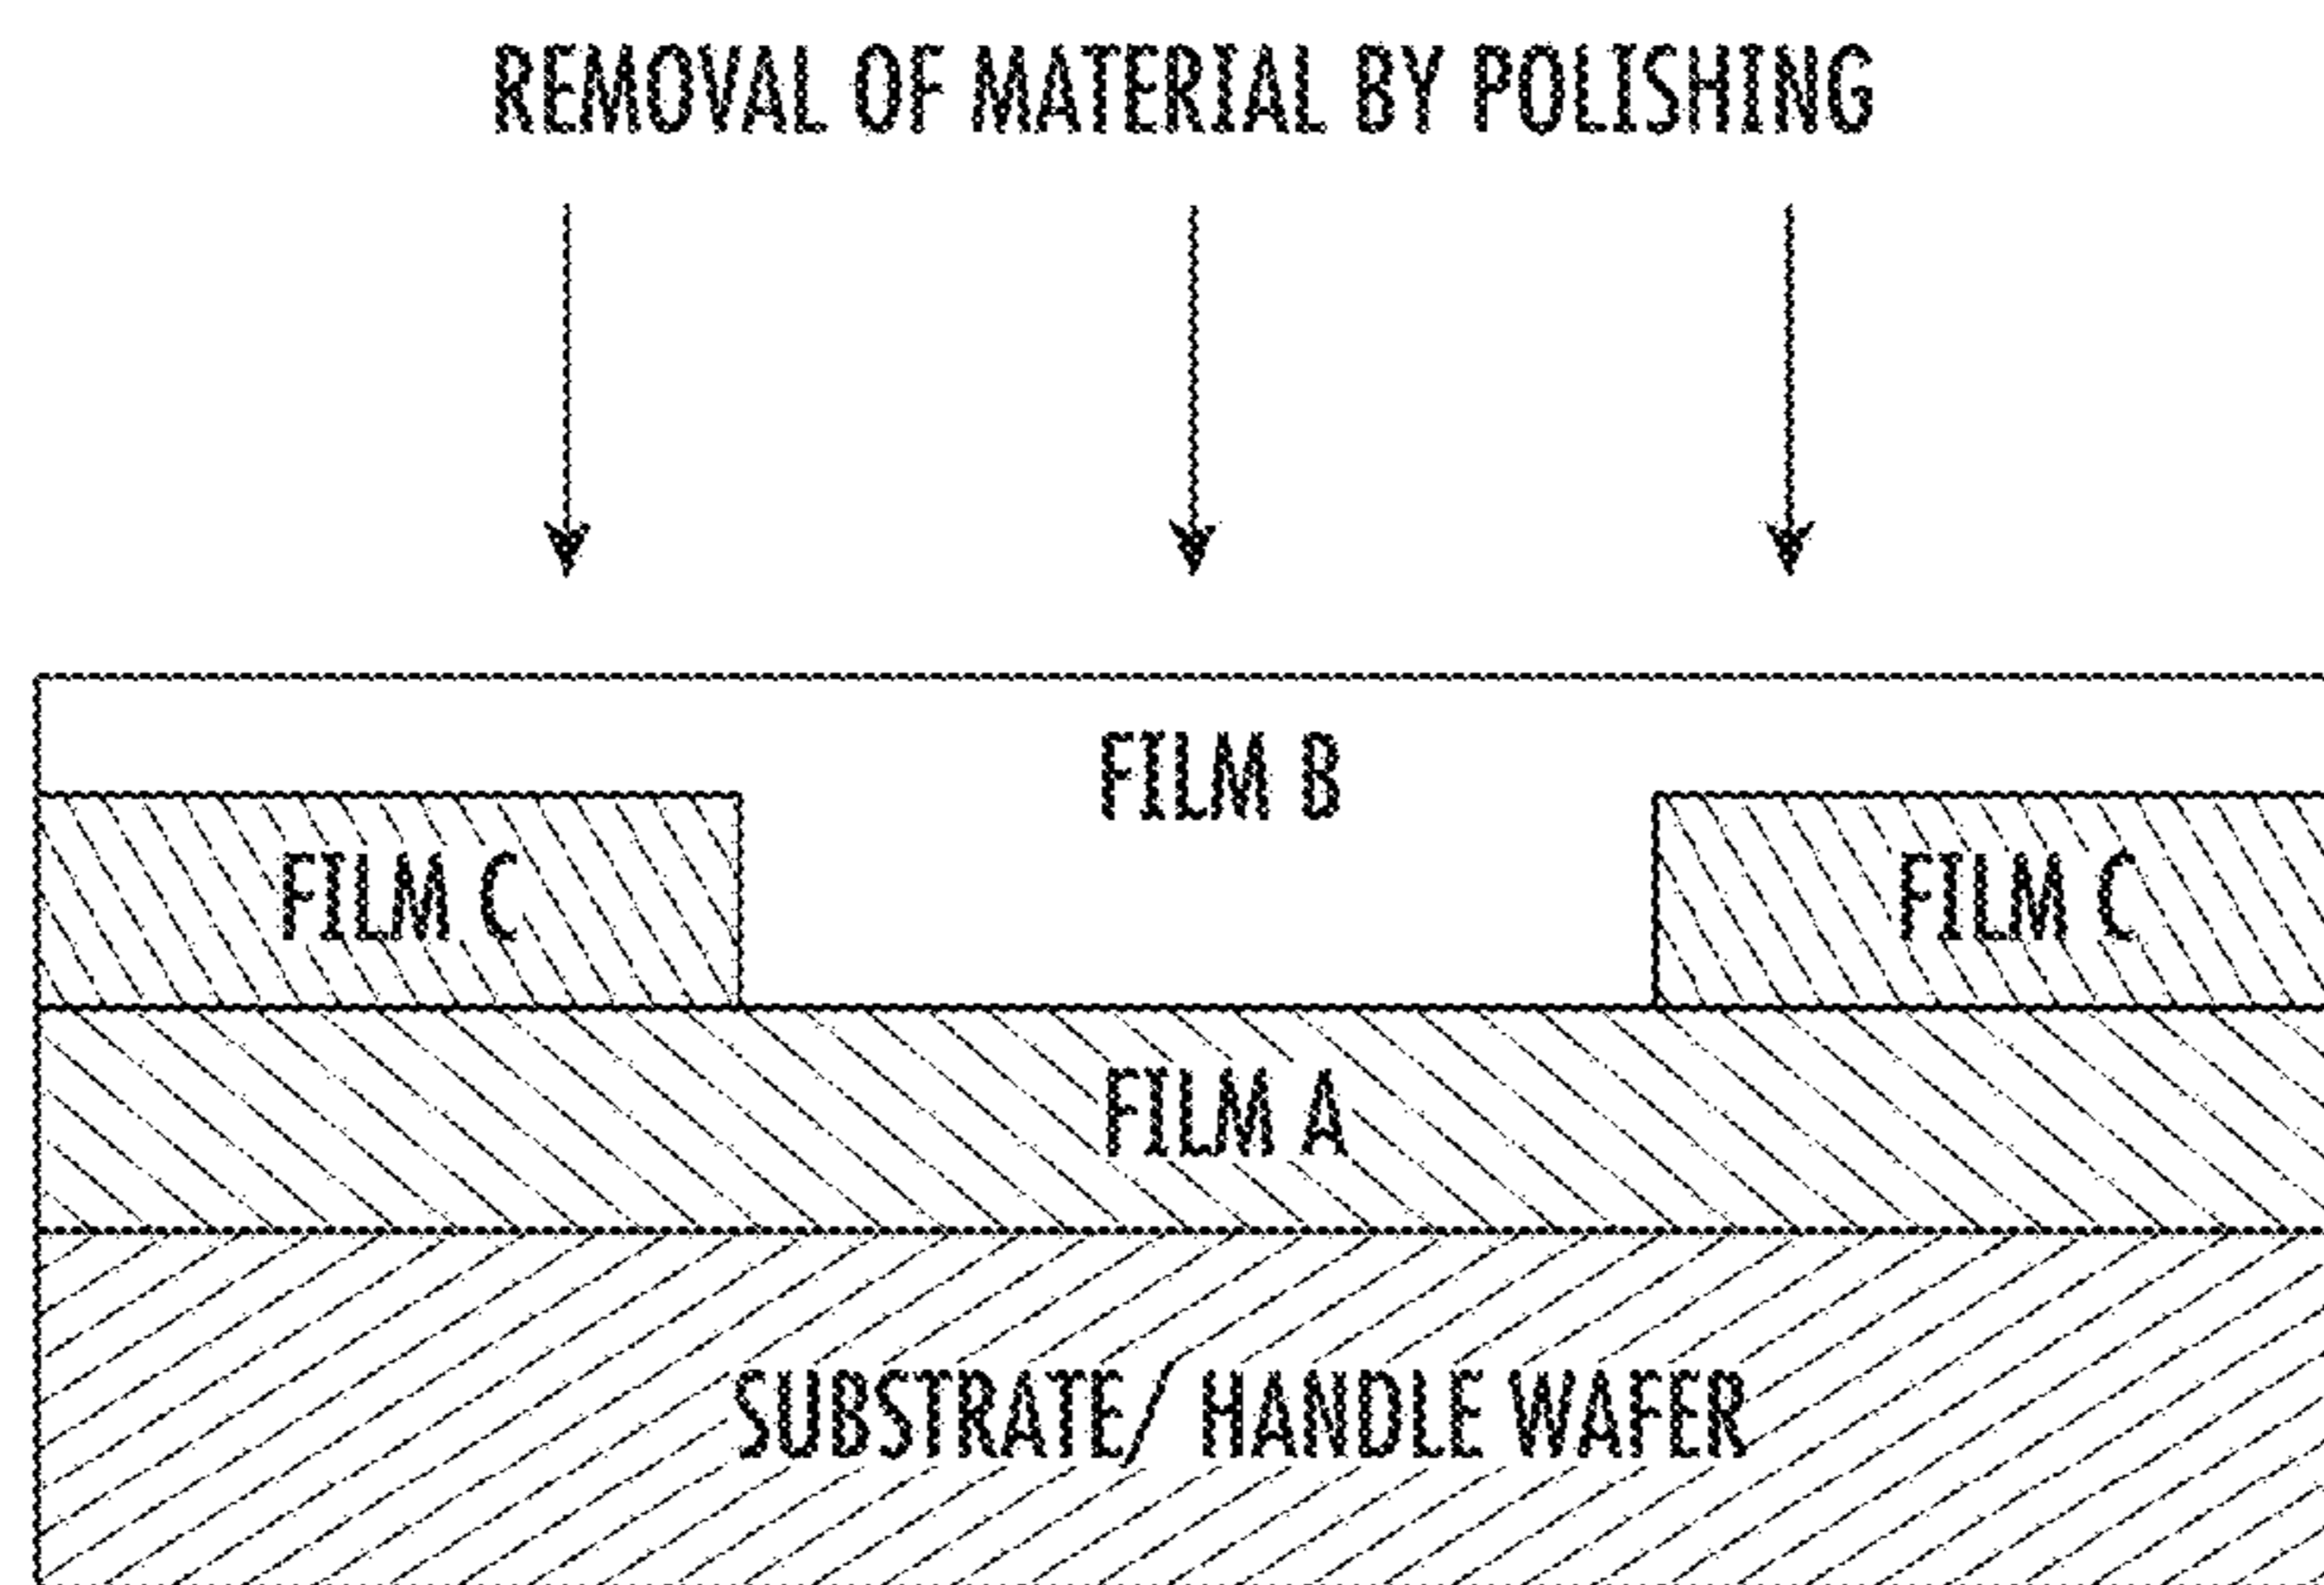 REMOVAL OF MATERIAL BY POLISHING
FILM B
FILM C
FILM C
FILM A
SUBSTRATE/ HANDLE WAFER